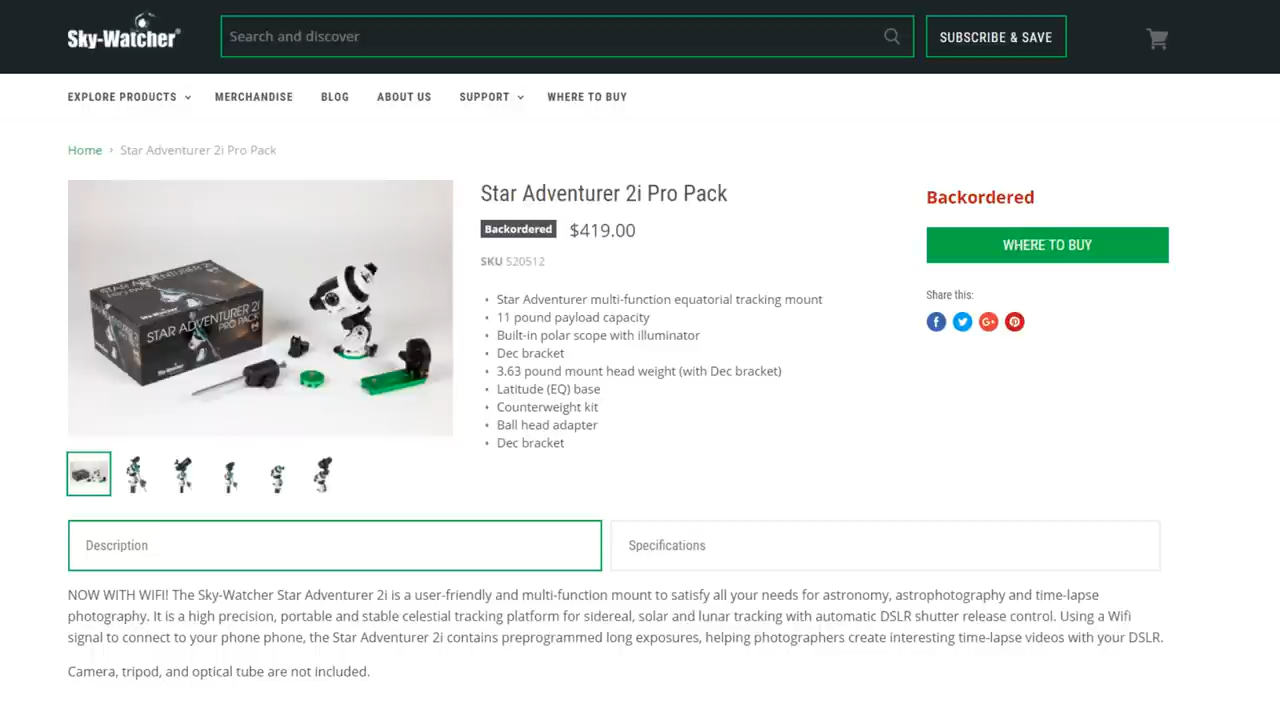 Sky-Watcher®
Search and discover
SUBSCRIBE & SAVE
EXPLORE PRODUCTS
MERCHANDISE
BLOG
ABOUT US
SUPPORT
WHERE TO BUY
Home › Star Adventurer 2i Pro Pack
STAR ADVENTURER 2i
PRO PACK
Sky-Watcher
Star Adventurer 2i Pro Pack
Backordered $419.00
SKU S20512
• Star Adventurer multi-function equatorial tracking mount
• 11 pound payload capacity
• Built-in polar scope with illuminator
• Dec bracket
• 3.63 pound mount head weight (with Dec bracket)
• Latitude (EQ) base
• Counterweight kit
• Ball head adapter
• Dec bracket
Backordered
WHERE TO BUY
Share this:
Description
Specifications
NOW WITH WIFI! The Sky-Watcher Star Adventurer 2i is a user-friendly and multi-function mount to satisfy all your needs for astronomy, astrophotography and time-lapse
photography. It is a high precision, portable and stable celestial tracking platform for sidereal, solar and lunar tracking with automatic DSLR shutter release control. Using a Wifi
signal to connect to your phone phone, the Star Adventurer 2i contains preprogrammed long exposures, helping photographers create interesting time-lapse videos with your DSLR.
Camera, tripod, and optical tube are not included.